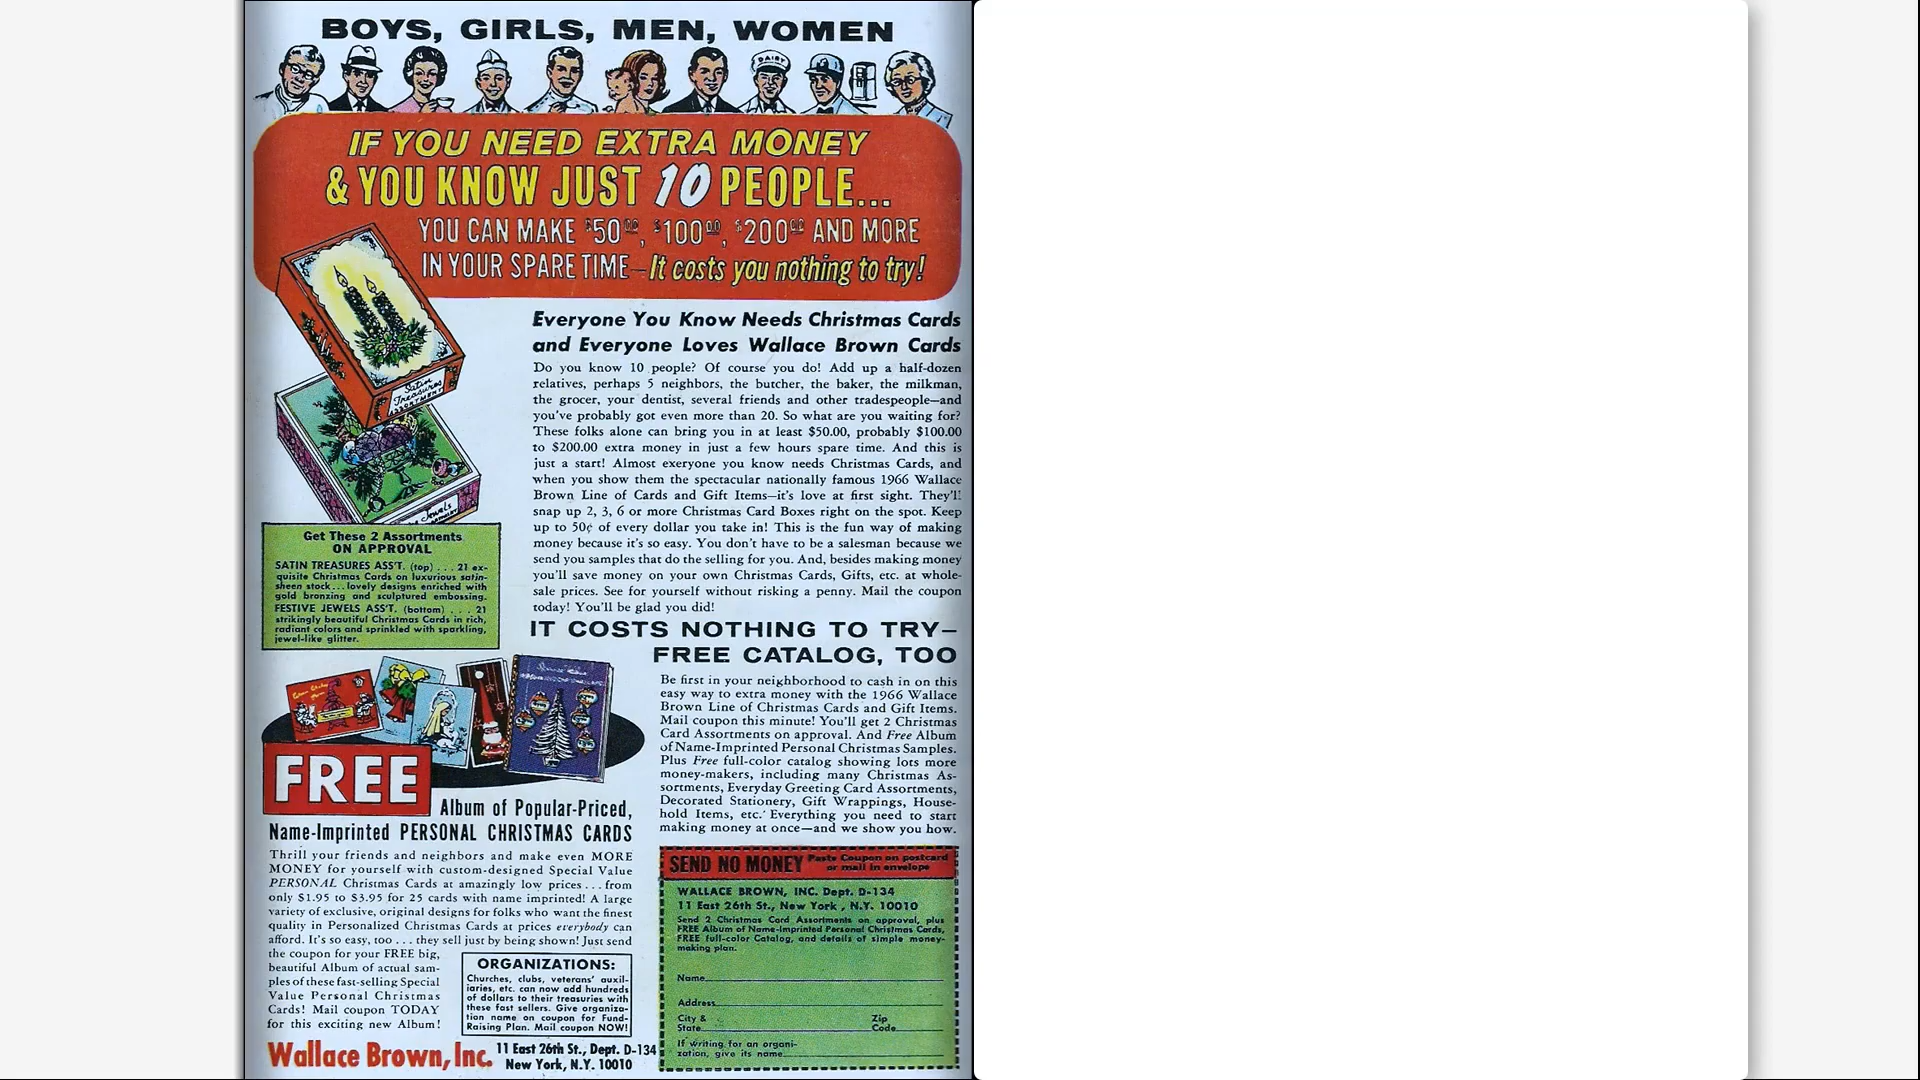 BOYS, GIRLS, MEN, WOMEN
DAIRY
IF YOU NEED EXTRA MONEY
& YOU KNOW JUST 10 PEOPLE...
YOU CAN MAKE $50.00, $100.00, $200.00 AND MORE
IN YOUR SPARE TIME—It costs you nothing to try!
Satin
Treasures
ASSORTMENT
Jewels
Everyone You Know Needs Christmas Cards
and Everyone Loves Wallace Brown Cards
Do you know 10 people? Of course you do! Add up a half-dozen
relatives, perhaps 5 neighbors, the butcher, the baker, the milkman,
the grocer, your dentist, several friends and other tradespeople—and
you've probably got even more than 20. So what are you waiting for?
These folks alone can bring you in at least $50.00, probably $100.00
to $200.00 extra money in just a few hours spare time. And this is
just a start! Almost exeryone you know needs Christmas Cards, and
when you show them the spectacular nationally famous 1966 Wallace
Brown Line of Cards and Gift Items—it's love at first sight. They'll
snap up 2, 3, 6 or more Christmas Card Boxes right on the spot. Keep
up to 50¢ of every dollar you take in! This is the fun way of making
money because it's so easy. You don't have to be a salesman because we
send you samples that do the selling for you. And, besides making money
you'll save money on your own Christmas Cards, Gifts, etc. at whole-
sale prices. See for yourself without risking a penny. Mail the coupon
today! You'll be glad you did!
Get These 2 Assortments
ON APPROVAL
SATIN TREASURES ASS'T. (top) . . . 21 ex-
quisite Christmas Cards on luxurious satin-
sheen stock . . . lovely designs enriched with
gold bronzing and sculptured embossing.
FESTIVE JEWELS ASS'T. (bottom) . . . . 21
strikingly beautiful Christmas Cards in rich,
radiant colors and sprinkled with sparkling,
jewel-like glitter.
IT COSTS NOTHING TO TRY—
FREE CATALOG, TOO
Be first in your neighborhood to cash in on this
easy way to extra money with the 1966 Wallace
Brown Line of Christmas Cards and Gift Items.
Mail coupon this minute! You'll get 2 Christmas
Card Assortments on approval. And Free Album
of Name-Imprinted Personal Christmas Samples.
Plus Free full-color catalog showing lots more
money-makers, including many Christmas As-
sortments, Everyday Greeting Card Assortments,
Decorated Stationery, Gift Wrappings, House-
hold Items, etc. Everything you need to start
making money at once—and we show you how.
FREE
Album of Popular-Priced,
Name-Imprinted PERSONAL CHRISTMAS CARDS
Thrill your friends and neighbors and make even MORE
MONEY for yourself with custom-designed Special Value
PERSONAL Christmas Cards at amazingly low prices . . . from
only $1.95 to $3.95 for 25 cards with name imprinted! A large
variety of exclusive, original designs for folks who want the finest
quality in Personalized Christmas Cards at prices everybody can
afford. It's so easy, too . . . they sell just by being shown! Just send
the coupon for your FREE big,
beautiful Album of actual sam-
ples of these fast-selling Special
Value Personal Christmas
Cards! Mail coupon TODAY
for this exciting new Album!
ORGANIZATIONS:
Churches, clubs, veterans' auxil-
iaries, etc. can now add hundreds
of dollars to their treasuries with
these fast sellers. Give organiza-
tion name on coupon for Fund-
Raising Plan. Mail coupon NOW!
Wallace Brown, Inc.
11 East 26th St., Dept. D-134
New York, N.Y. 10010
SEND NO MONEY
Paste Coupon on postcard
or mail in envelope
WALLACE BROWN, INC. Dept. D-134
11 East 26th St., New York, N.Y. 10010
Send 2 Christmas Card Assortments on approval, plus
FREE Album of Name-Imprinted Personal Christmas Cards,
FREE full-color Catalog, and details of simple money-
making plan.
Name
Address
City &
State
Zip
Code
If writing for an organi-
zation, give its name